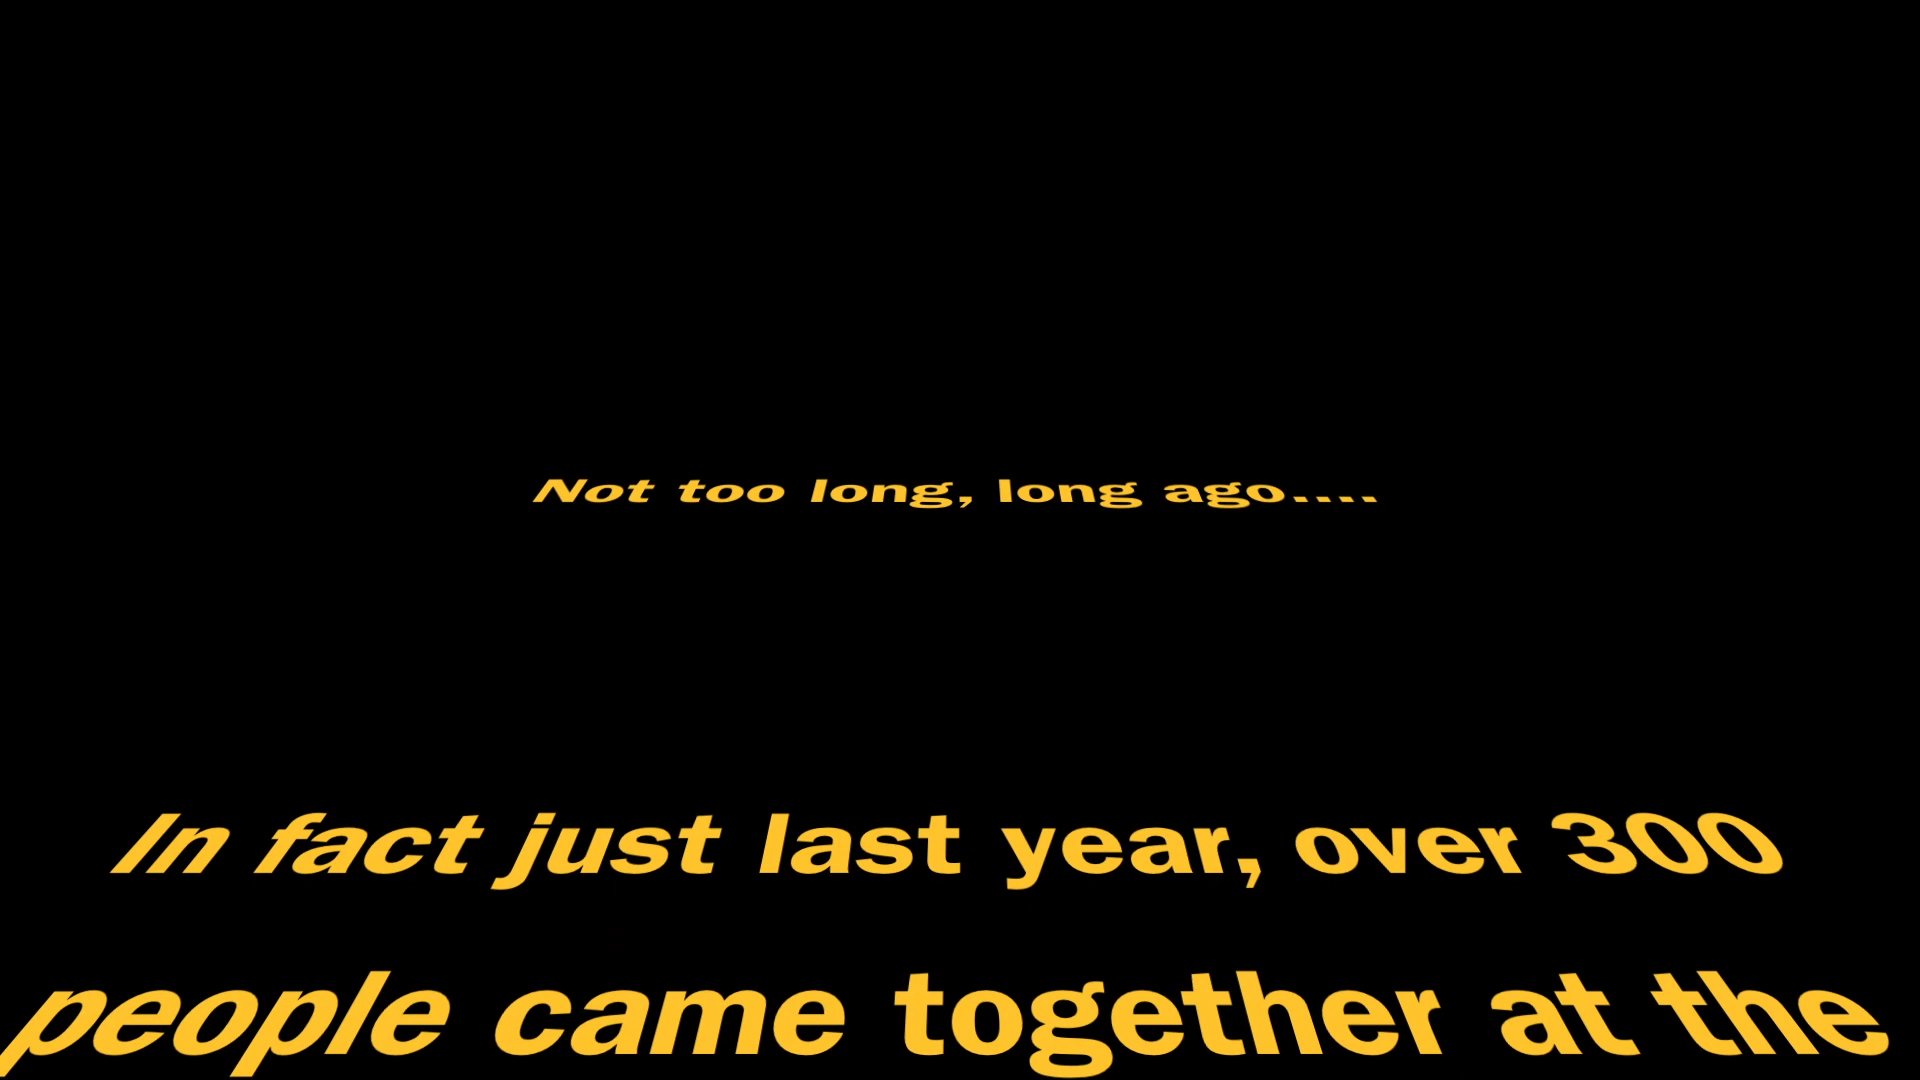 Not too long, long ago....
In fact just last year, over 300
people came together at the